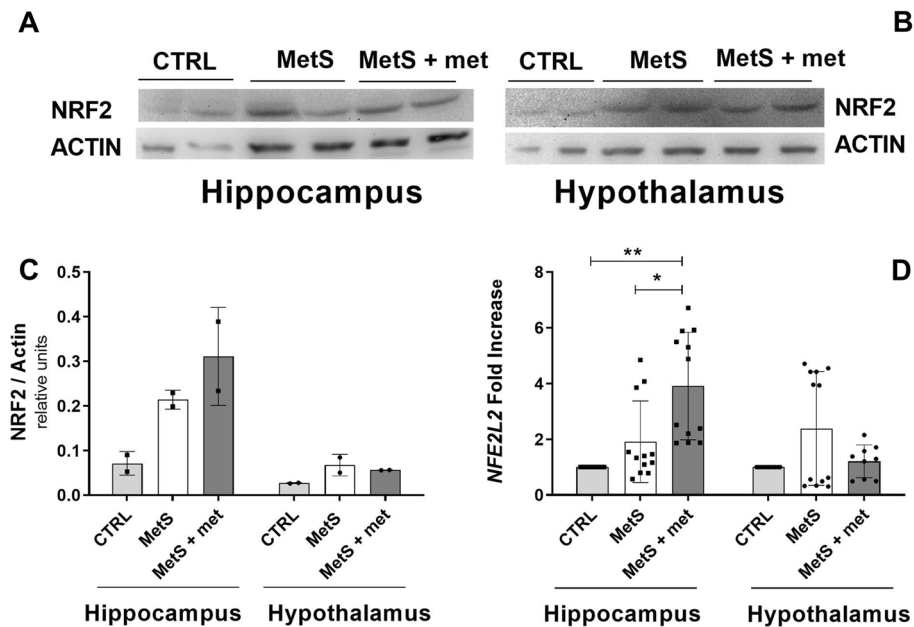 A
B
CTRL MetS MetS + met
CTRL MetS MetS + met
NRF2
NRF2
ACTIN
ACTIN
Hippocampus
Hypothalamus
C
NRF2 / Actin
relative units
0.5
0.4
0.3
0.2
0.1
0.0
CTRL
MetS
MetS + met
CTRL
MetS
MetS + met
Hippocampus
Hypothalamus
D
NFE2L2 Fold Increase
8
6
4
2
0
**
*
CTRL
MetS
MetS + met
CTRL
MetS
MetS + met
Hippocampus
Hypothalamus